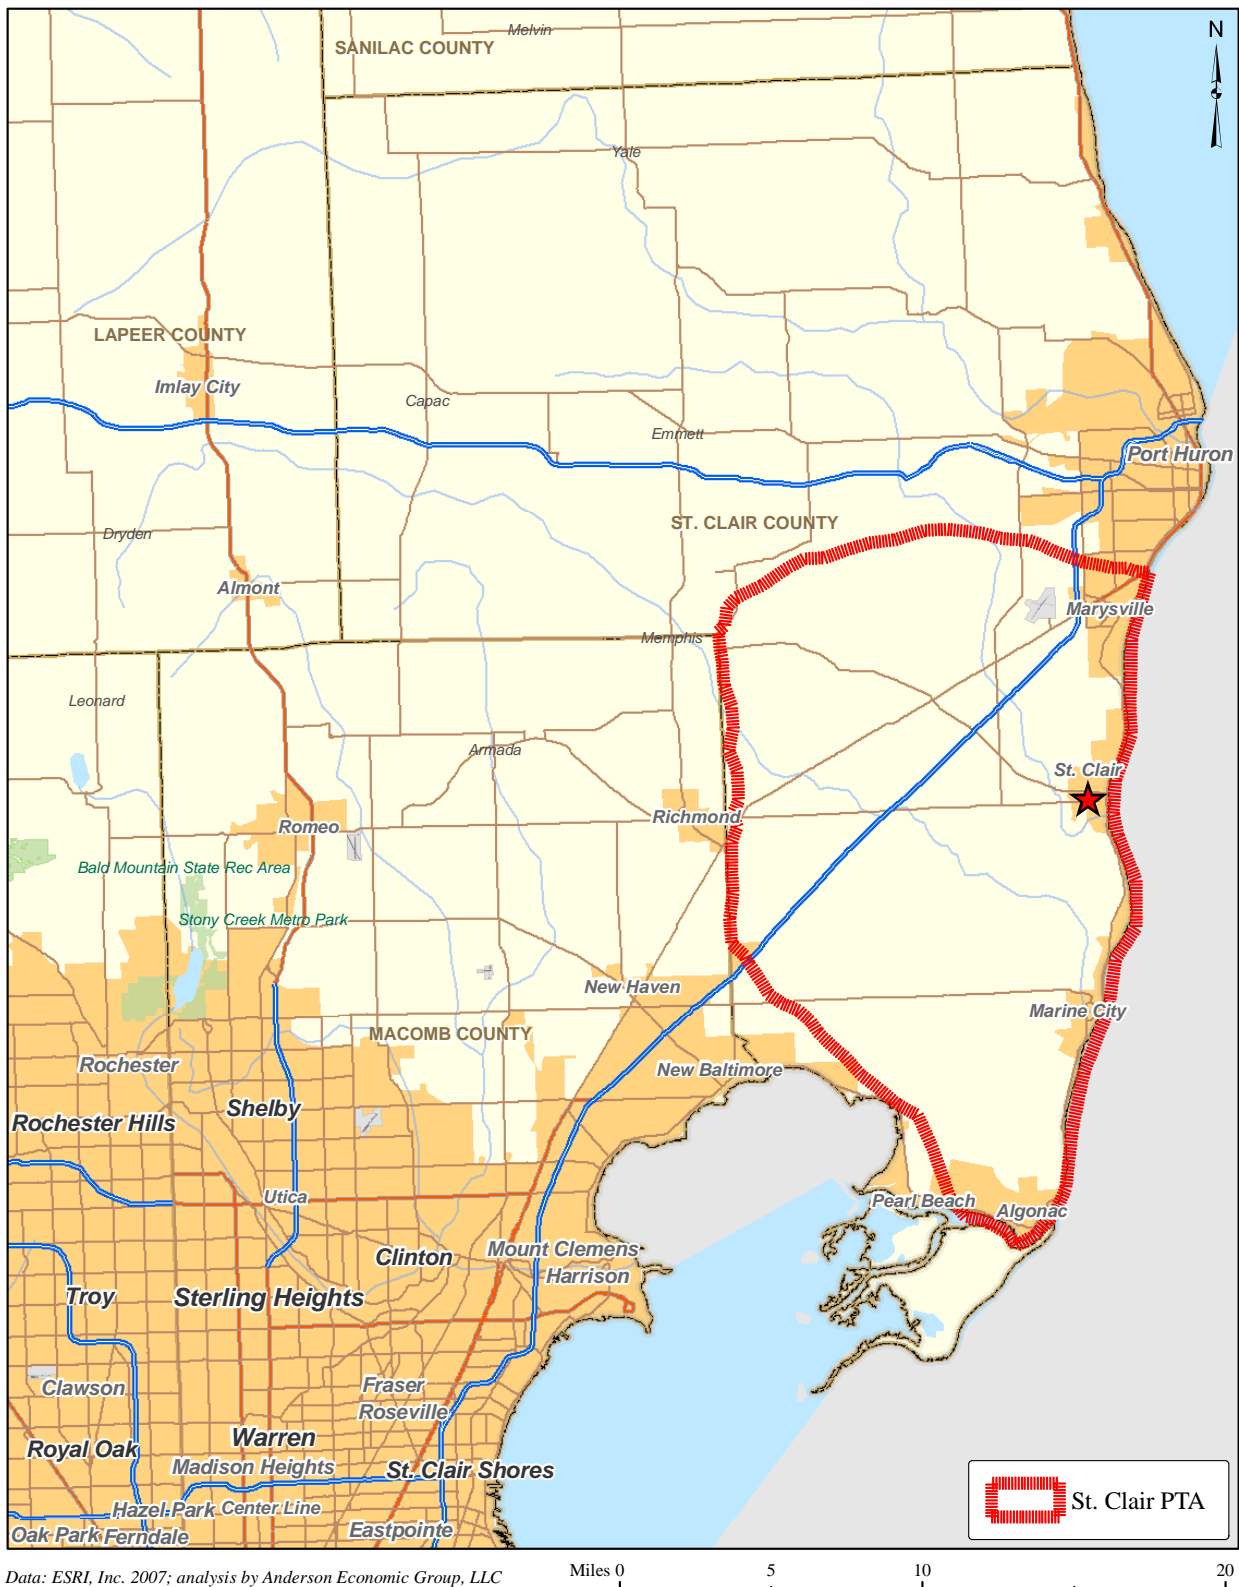 Melvin
SANILAC COUNTY
N
Yale
LAPEER COUNTY
Imlay City
Capac
Emmett
Port Huron
ST. CLAIR COUNTY
Dryden
Almont
Marysville
Memphis
Leonard
Armada
St. Clair
Richmond
Romeo
Bald Mountain State Rec Area
Stony Creek Metro Park
New Haven
Marine City
MACOMB COUNTY
Rochester
New Baltimore
Shelby
Rochester Hills
Utica
Pearl Beach
Algonac
Clinton
Mount Clemens
Harrison
Troy
Sterling Heights
Clawson
Fraser
Roseville
Warren
Royal Oak
Madison Heights
St. Clair Shores
Hazel Park
Center Line
St. Clair PTA
Oak Park
Ferndale
Eastpointe
Data: ESRI, Inc. 2007; analysis by Anderson Economic Group, LLC
Miles 0 5 10 20